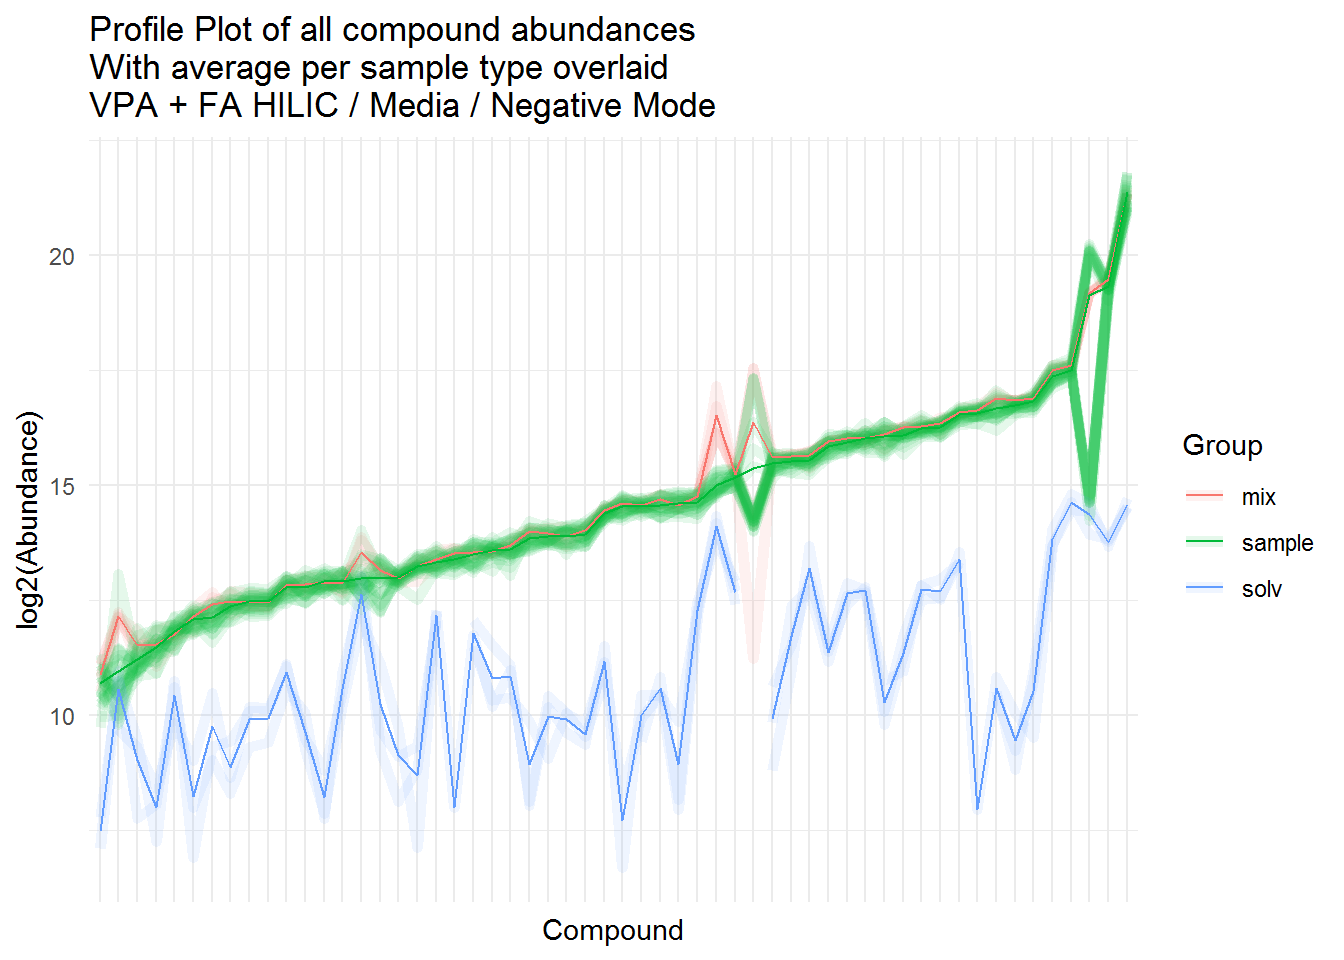 Profile Plot of all compound abundances
With average per sample type overlaid
VPA + FA HILIC / Media / Negative Mode
20
15
10
log2(Abundance)
Compound
Group
mix
sample
solv